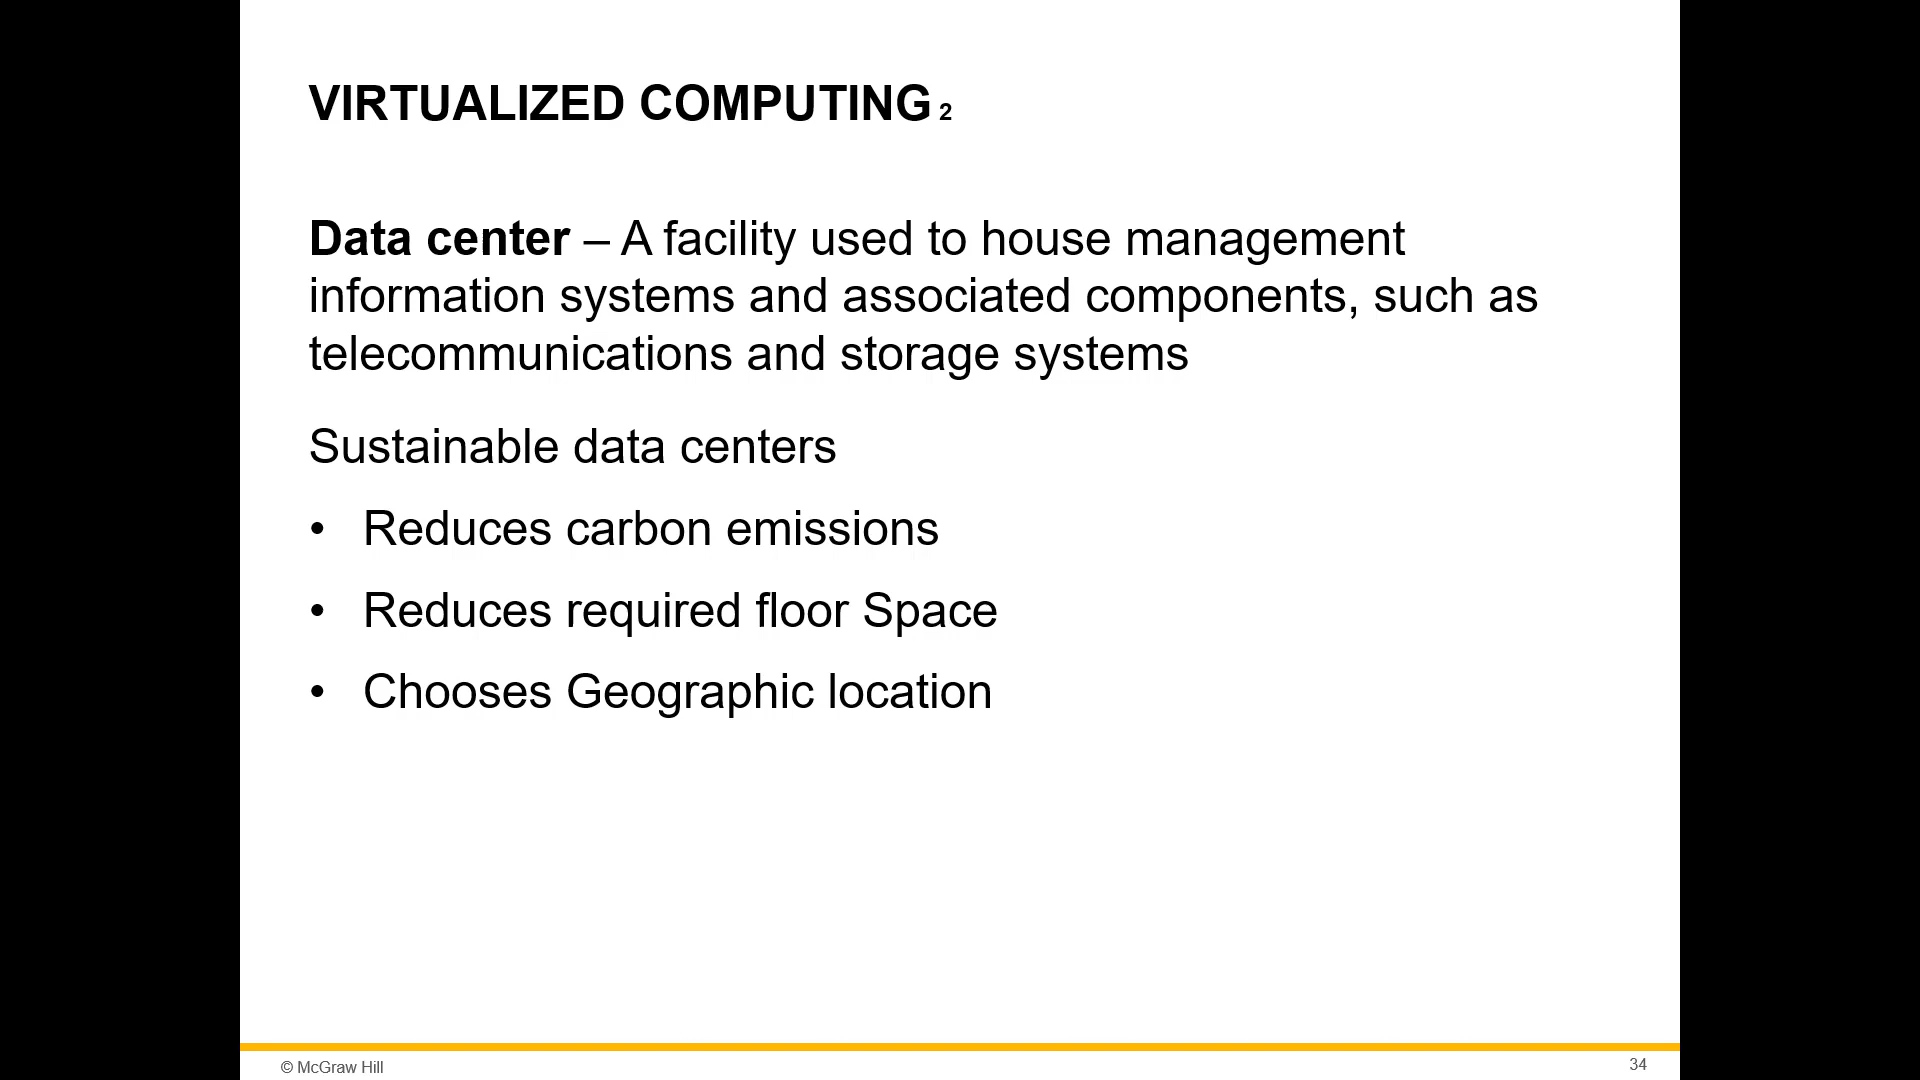 VIRTUALIZED COMPUTING 2
Data center – A facility used to house management
information systems and associated components, such as
telecommunications and storage systems
Sustainable data centers
• Reduces carbon emissions
• Reduces required floor Space
• Chooses Geographic location
© McGraw Hill
34